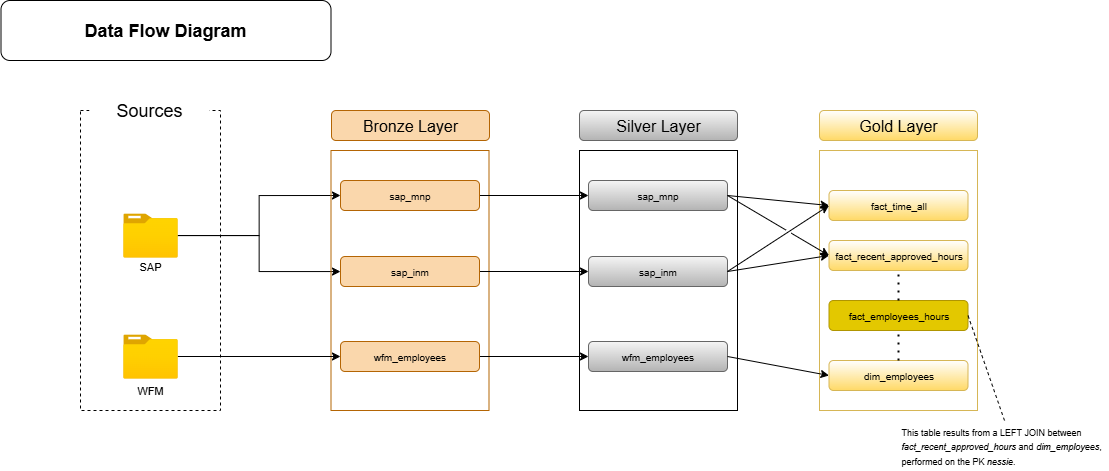 Data Flow Diagram
Sources
Bronze Layer
Silver Layer
Gold Layer
sap_mnp
sap_mnp
fact_time_all
SAP
sap_inm
sap_inm
fact_recent_approved_hours
fact_employees_hours
WFM
wfm_employees
wfm_employees
dim_employees
This table results from a LEFT JOIN between
fact_recent_approved_hours and dim_employees,
performed on the PK nessie.